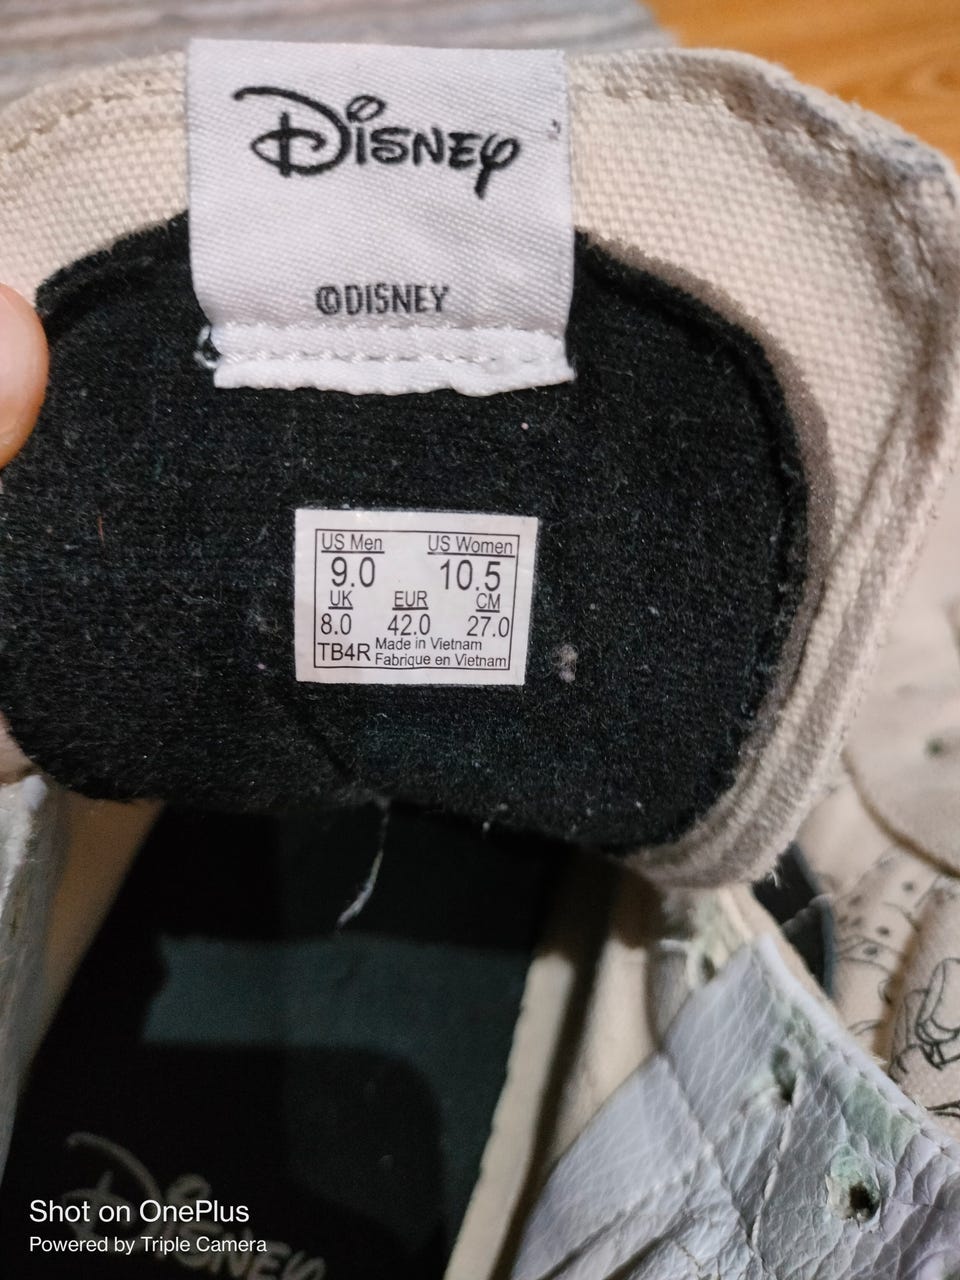 DISNEY
©DISNEY
US Men US Women
9.0 10.5
UK EUR CM
8.0 42.0 27.0
TB4R Made in Vietnam
Fabrique en Vietnam
DISNEY
Shot on OnePlus
Powered by Triple Camera